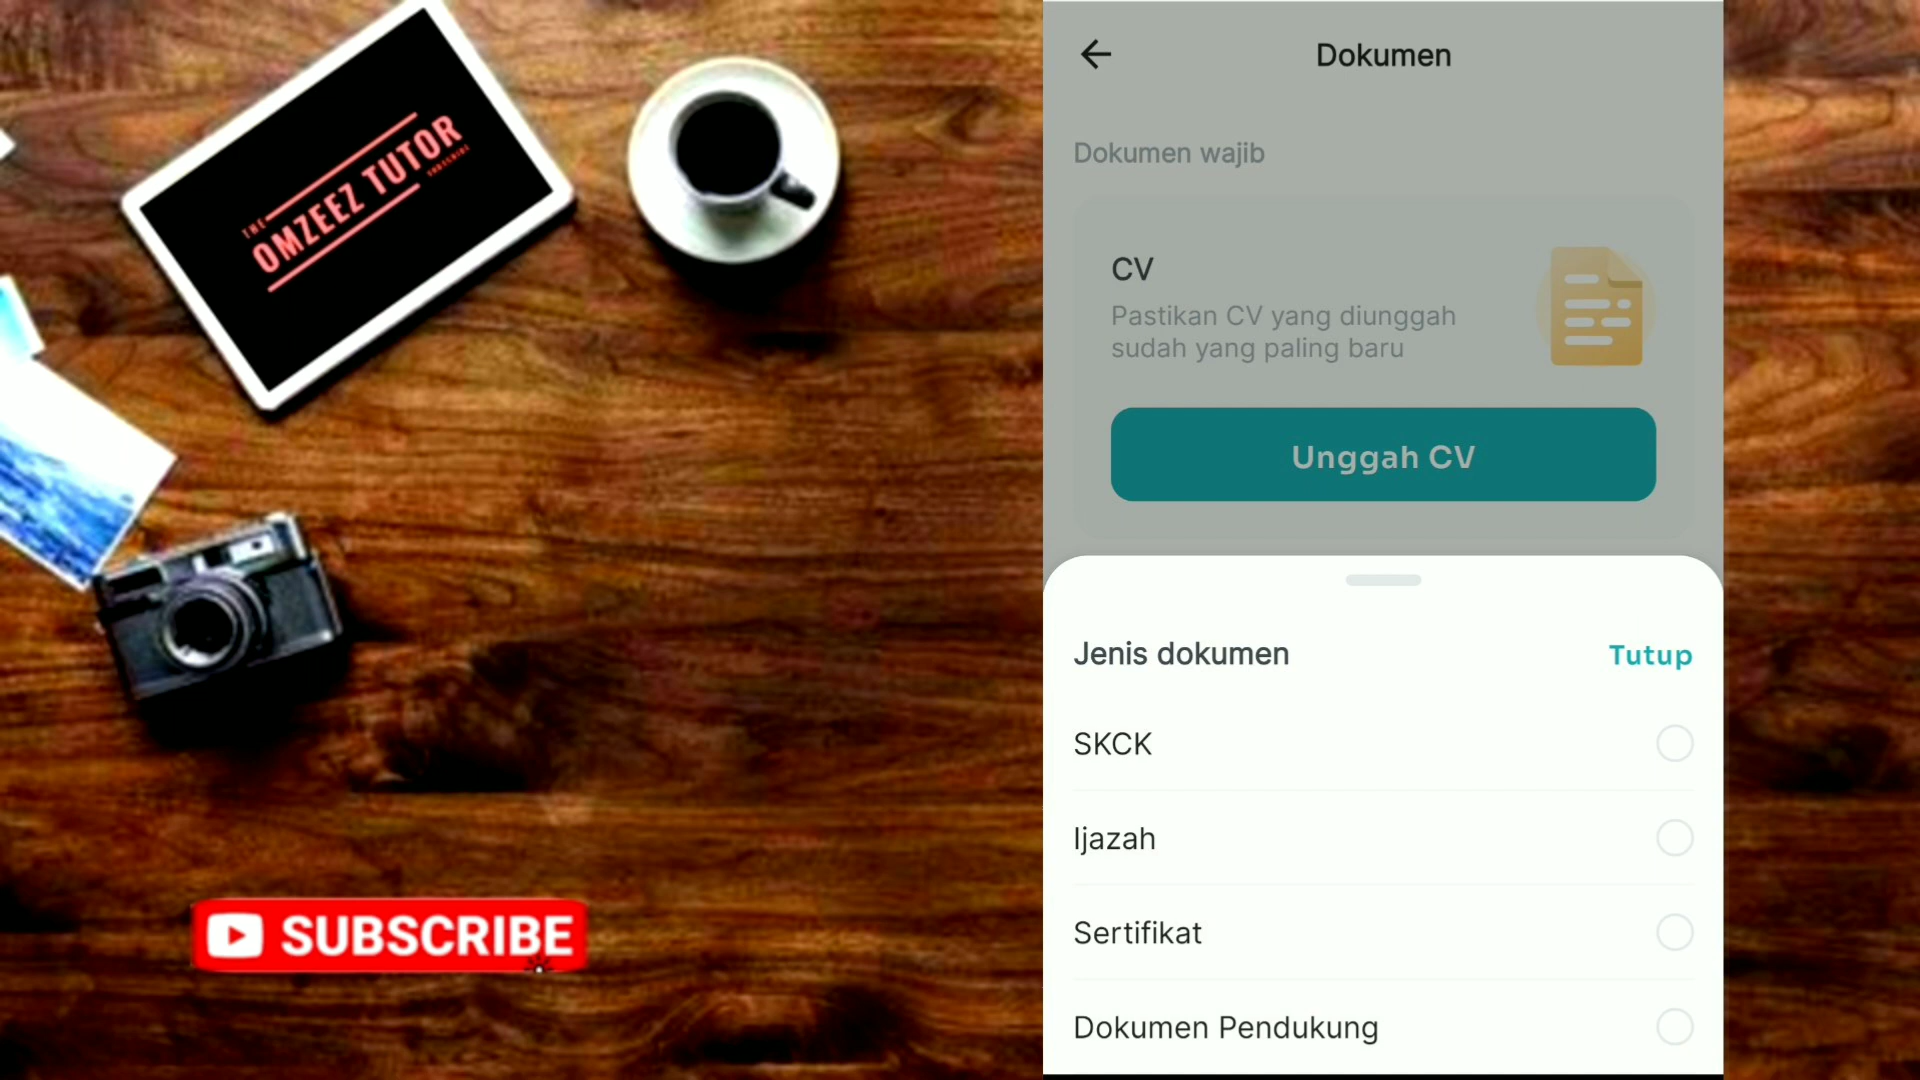 THE
OMZEEZ TUTOR
SUBSCRIBE
SUBSCRIBE
Dokumen
Dokumen wajib
CV
Pastikan CV yang diunggah
sudah yang paling baru
Unggah CV
Jenis dokumen
Tutup
SKCK
Ijazah
Sertifikat
Dokumen Pendukung